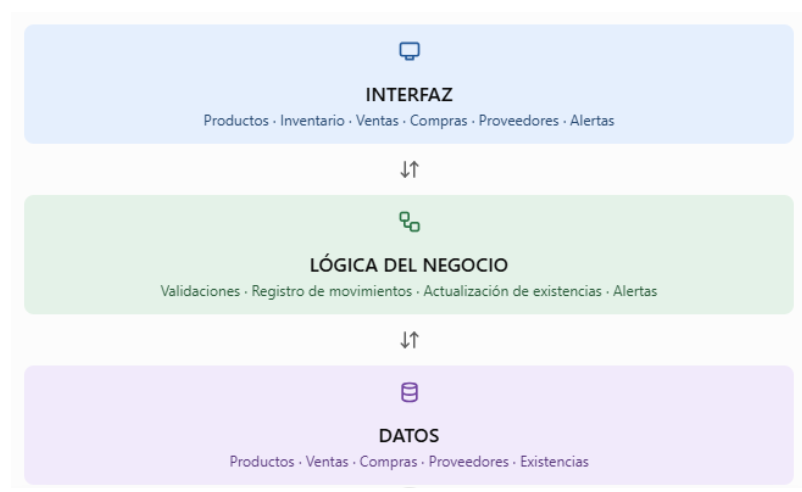 INTERFAZ
Productos · Inventario · Ventas · Compras · Proveedores · Alertas
LÓGICA DEL NEGOCIO
Validaciones · Registro de movimientos · Actualización de existencias · Alertas
DATOS
Productos · Ventas · Compras · Proveedores · Existencias